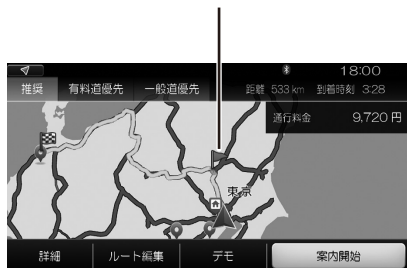 18:00
推奨 有料道優先 一般道優先 距離 533 km 到着時刻 3:28
通行料金 9,720 円
東京
詳細 ルート編集 デモ 案内開始